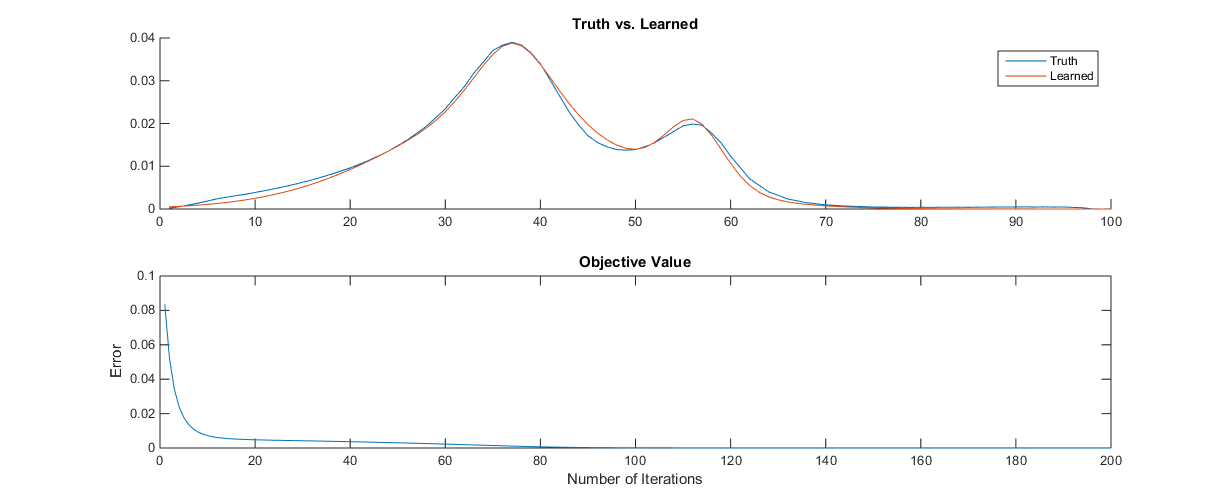 Truth vs. Learned
0.04
0.03
0.02
0.01
0
Truth
Learned
0 10 20 30 40 50 60 70 80 90 100
Objective Value
0.1
0.08
0.06
0.04
0.02
0
Error
0 20 40 60 80 100 120 140 160 180 200
Number of Iterations